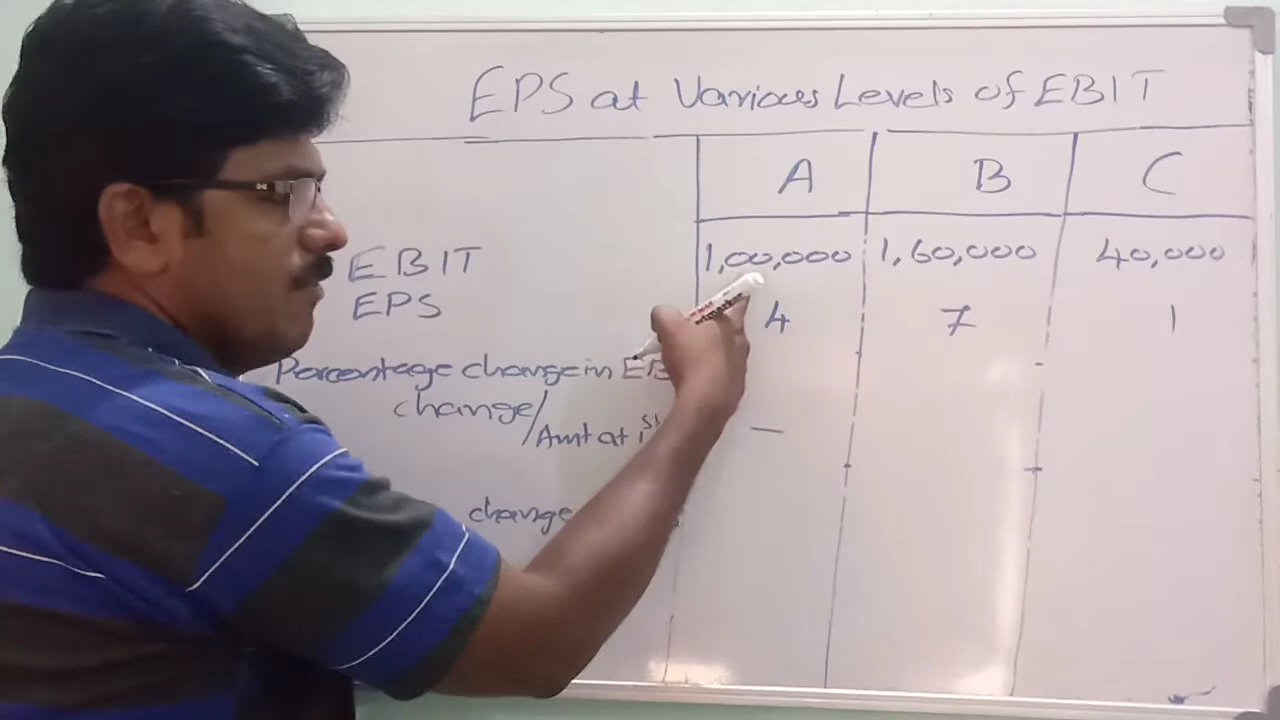 EPS at Various Levels of EBIT
A B C
EBIT 1,00,000 1,60,000 40,000
EPS 4 7 1
Percentage change in
change/
Amt at —
change